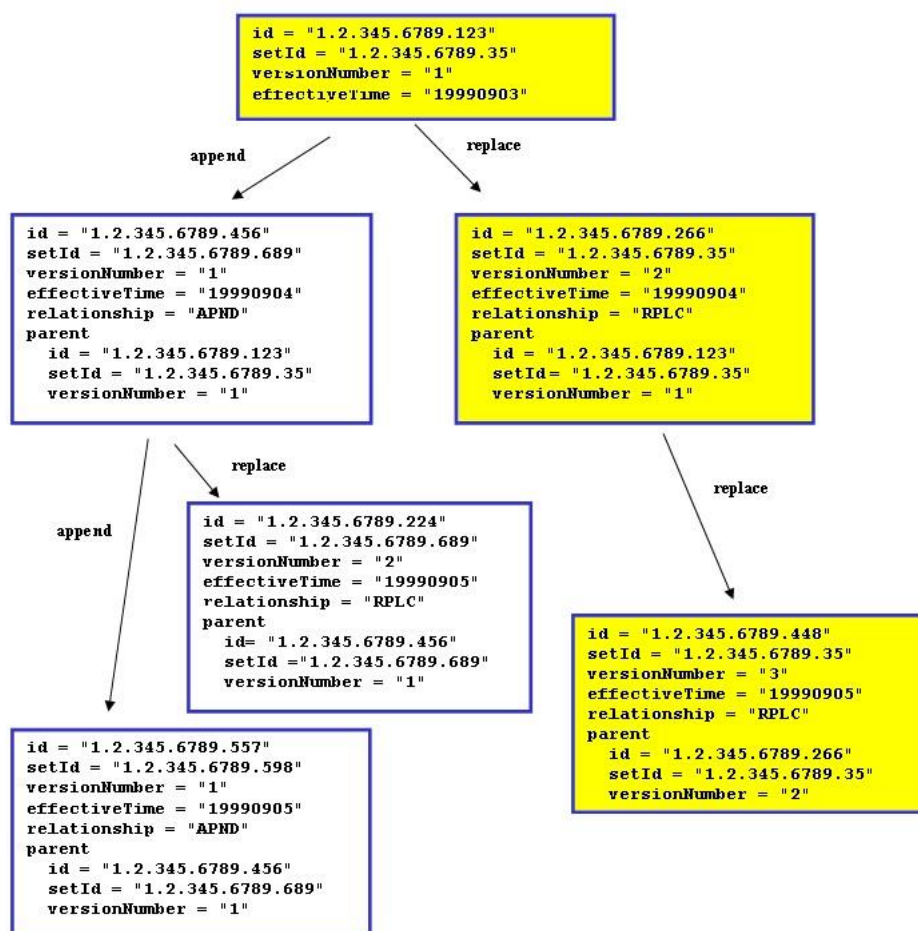 id = "1.2.345.6789.123"
setId = "1.2.345.6789.35"
versionNumber = "1"
effectiveTime = "19990903"
append
replace
id = "1.2.345.6789.456"
setId = "1.2.345.6789.689"
versionNumber = "1"
effectiveTime = "19990904"
relationship = "APND"
parent
id = "1.2.345.6789.123"
setId = "1.2.345.6789.35"
versionNumber = "1"
id = "1.2.345.6789.266"
setId = "1.2.345.6789.35"
versionNumber = "2"
effectiveTime = "19990904"
relationship = "RPLC"
parent
id = "1.2.345.6789.123"
setId= "1.2.345.6789.35"
versionNumber = "1"
append
replace
replace
id = "1.2.345.6789.224"
setId = "1.2.345.6789.689"
versionNumber = "2"
effectiveTime = "19990905"
relationship = "RPLC"
parent
id= "1.2.345.6789.456"
setId ="1.2.345.6789.689"
versionNumber = "1"
id = "1.2.345.6789.448"
setId = "1.2.345.6789.35"
versionNumber = "3"
effectiveTime = "19990905"
relationship = "RPLC"
parent
id = "1.2.345.6789.266"
setId = "1.2.345.6789.35"
versionNumber = "2"
id = "1.2.345.6789.557"
setId = "1.2.345.6789.598"
versionNumber = "1"
effectiveTime = "19990905"
relationship = "APND"
parent
id = "1.2.345.6789.456"
setId = "1.2.345.6789.689"
versionNumber = "1"